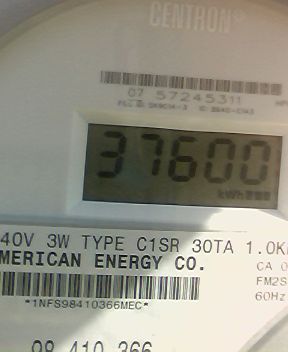 CENTRON®
07 57245311
37600
kWh
40V 3W TYPE C1SR 30TA 1.0K
MERICAN ENERGY CO.
CA 0
FM2S
*1NFS98410366MEC*
60Hz
98 410 366